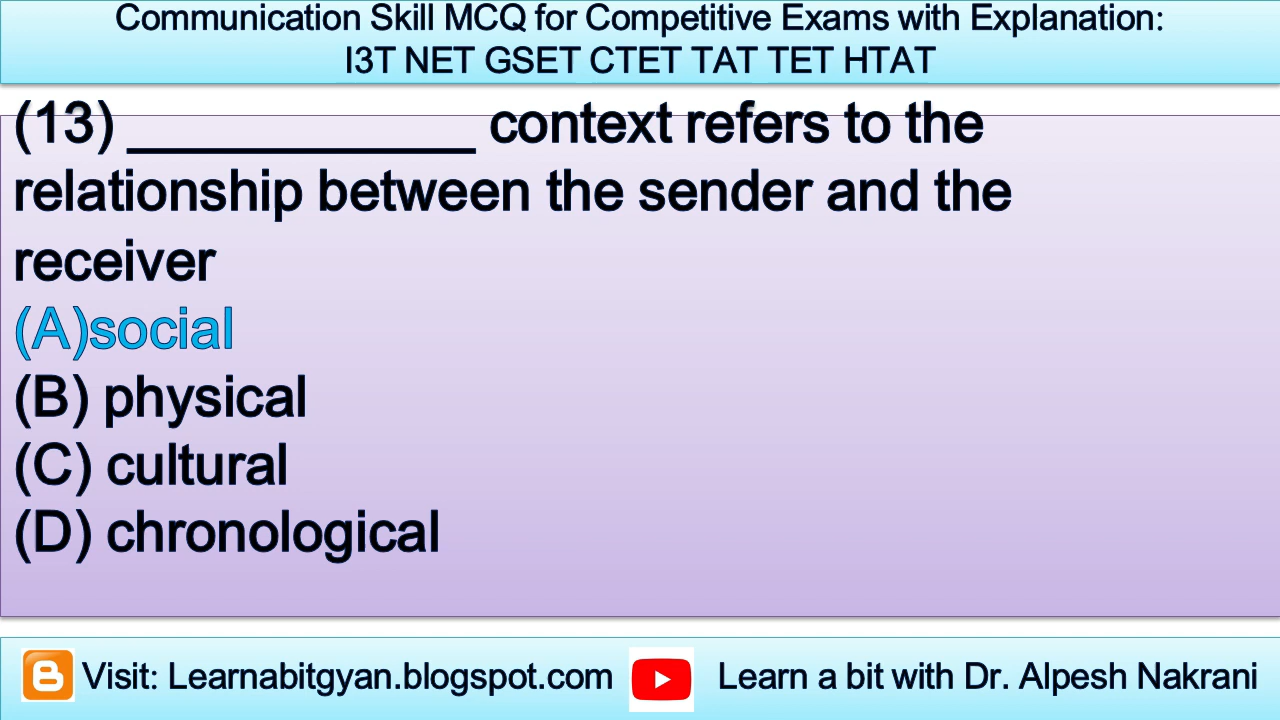 Communication Skill MCQ for Competitive Exams with Explanation:
I3T NET GSET CTET TAT TET HTAT
(13) _____________ context refers to the
relationship between the sender and the
receiver
(A)social
(B) physical
(C) cultural
(D) chronological
Visit: Learnabitgyan.blogspot.com Learn a bit with Dr. Alpesh Nakrani